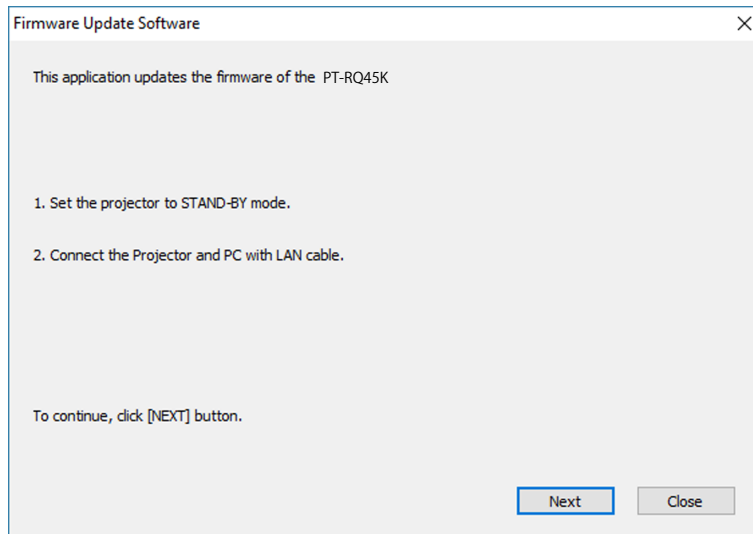 Firmware Update Software
This application updates the firmware of the PT-RQ45K
1. Set the projector to STAND-BY mode.
2. Connect the Projector and PC with LAN cable.
To continue, click [NEXT] button.
Next Close